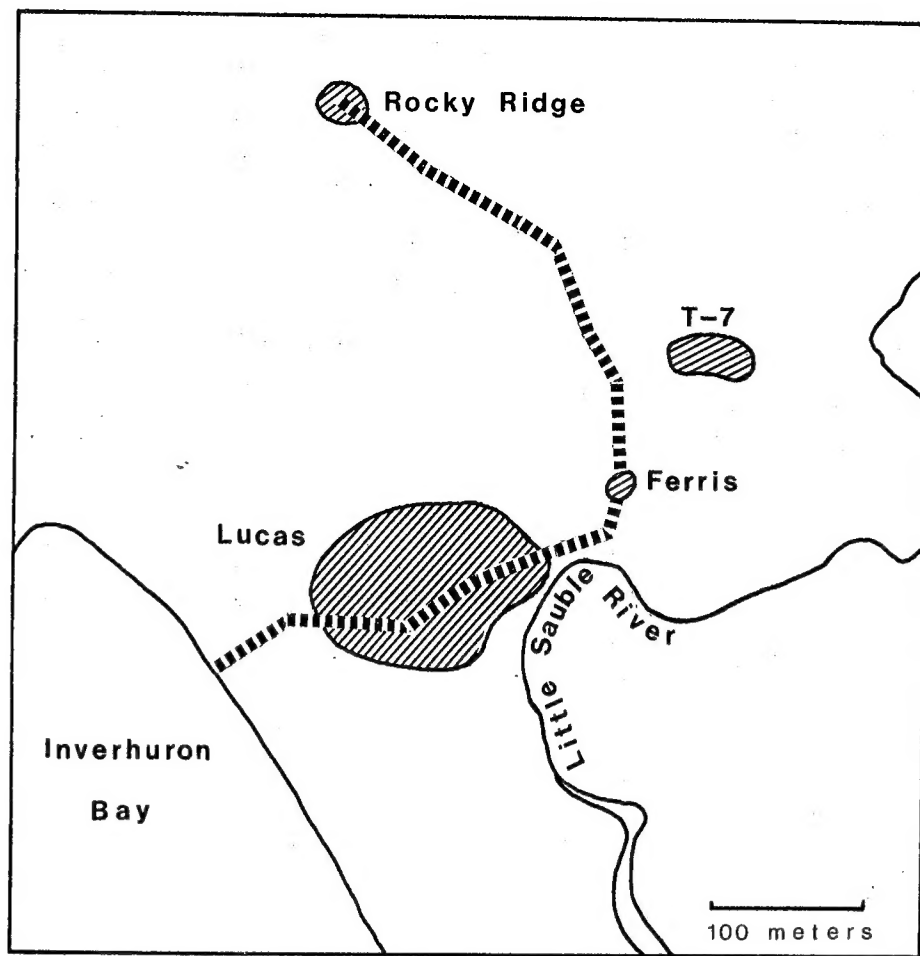 Rocky Ridge
T-7
Ferris
Lucas
Little Sauble
River
Inverhuron
Bay
100 meters